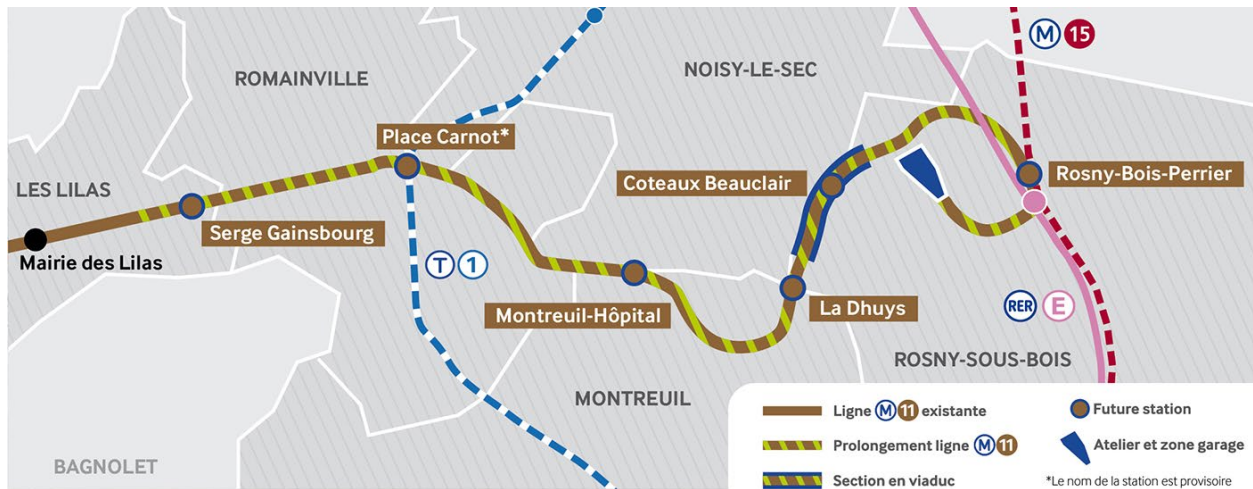 M 15
NOISY-LE-SEC
ROMAINVILLE
Place Carnot*
LES LILAS
Coteaux Beauclair
Rosny-Bois-Perrier
Serge Gainsbourg
Mairie des Lilas
T 1
Montreuil-Hôpital
La Dhuys
RER E
ROSNY-SOUS-BOIS
MONTREUIL
BAGNOLET
Ligne M 11 existante
Prolongement ligne M 11
Section en viaduc
Future station
Atelier et zone garage
*Le nom de la station est provisoire